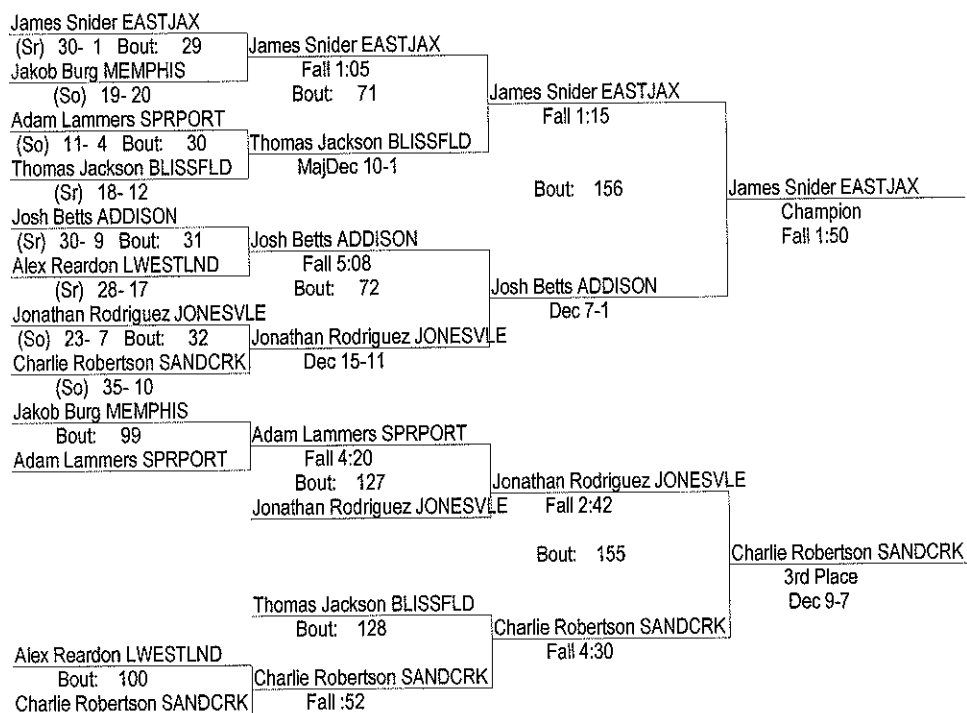 James Snider EASTJAX
(Sr) 30- 1 Bout: 29
Jakob Burg MEMPHIS
(So) 19- 20
Adam Lammers SPRPORT
(So) 11- 4 Bout: 30
Thomas Jackson BLISSFLD
(Sr) 18- 12
Josh Betts ADDISON
(Sr) 30- 9 Bout: 31
Alex Reardon LWESTLND
(Sr) 28- 17
Jonathan Rodriguez JONESVLE
(So) 23- 7 Bout: 32
Charlie Robertson SANDCRK
(So) 35- 10
James Snider EASTJAX
Fall 1:05
Bout: 71
Thomas Jackson BLISSFLD
MajDec 10-1
Josh Betts ADDISON
Fall 5:08
Bout: 72
Jonathan Rodriguez JONESVLE
Dec 15-11
James Snider EASTJAX
Fall 1:15
Bout: 156
Josh Betts ADDISON
Dec 7-1
James Snider EASTJAX
Champion
Fall 1:50
Jakob Burg MEMPHIS
Bout: 99
Adam Lammers SPRPORT
Adam Lammers SPRPORT
Fall 4:20
Bout: 127
Jonathan Rodriguez JONESVLE
Jonathan Rodriguez JONESVLE
Fall 2:42
Bout: 155
Thomas Jackson BLISSFLD
Bout: 128
Alex Reardon LWESTLND
Bout: 100
Charlie Robertson SANDCRK
Charlie Robertson SANDCRK
Fall :52
Charlie Robertson SANDCRK
Fall 4:30
Charlie Robertson SANDCRK
3rd Place
Dec 9-7